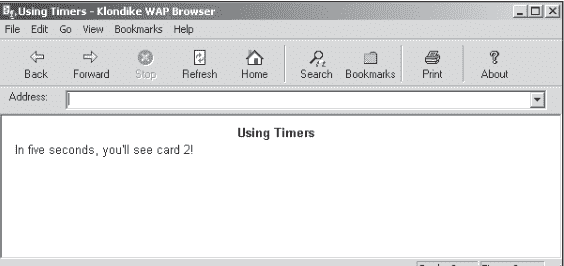 Using Timers - Klondike WAP Browser
File Edit Go View Bookmarks Help
Back Forward Stop Refresh Home Search Bookmarks Print About
Address:
Using Timers
In five seconds, you'll see card 2!